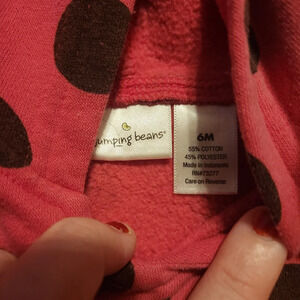 jumping beans®
6M
55% COTTON
45% POLYESTER
Made in Indonesia
RN#73277
Care on Reverse